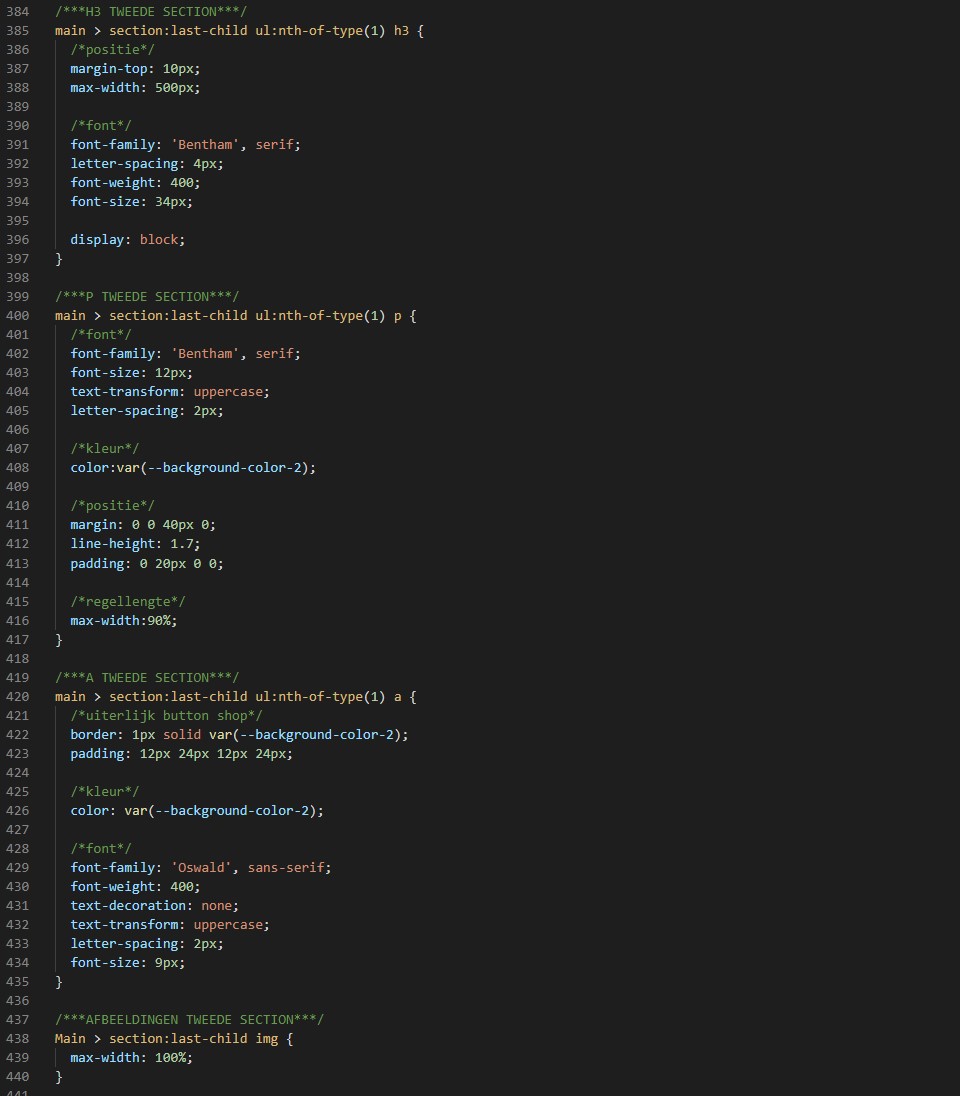 384 /***H3 TWEEDE SECTION***/
385 main > section:last-child ul:nth-of-type(1) h3 {
386 /*positie*/
387 margin-top: 10px;
388 max-width: 500px;
389
390 /*font*/
391 font-family: 'Bentham', serif;
392 letter-spacing: 4px;
393 font-weight: 400;
394 font-size: 34px;
395
396 display: block;
397 }
398
399 /***P TWEEDE SECTION***/
400 main > section:last-child ul:nth-of-type(1) p {
401 /*font*/
402 font-family: 'Bentham', serif;
403 font-size: 12px;
404 text-transform: uppercase;
405 letter-spacing: 2px;
406
407 /*kleur*/
408 color:var(--background-color-2);
409
410 /*positie*/
411 margin: 0 0 40px 0;
412 line-height: 1.7;
413 padding: 0 20px 0 0;
414
415 /*regellengte*/
416 max-width:90%;
417 }
418
419 /***A TWEEDE SECTION***/
420 main > section:last-child ul:nth-of-type(1) a {
421 /*uiterlijk button shop*/
422 border: 1px solid var(--background-color-2);
423 padding: 12px 24px 12px 24px;
424
425 /*kleur*/
426 color: var(--background-color-2);
427
428 /*font*/
429 font-family: 'Oswald', sans-serif;
430 font-weight: 400;
431 text-decoration: none;
432 text-transform: uppercase;
433 letter-spacing: 2px;
434 font-size: 9px;
435 }
436
437 /***AFBEELDINGEN TWEEDE SECTION***/
438 Main > section:last-child img {
439 max-width: 100%;
440 }
441